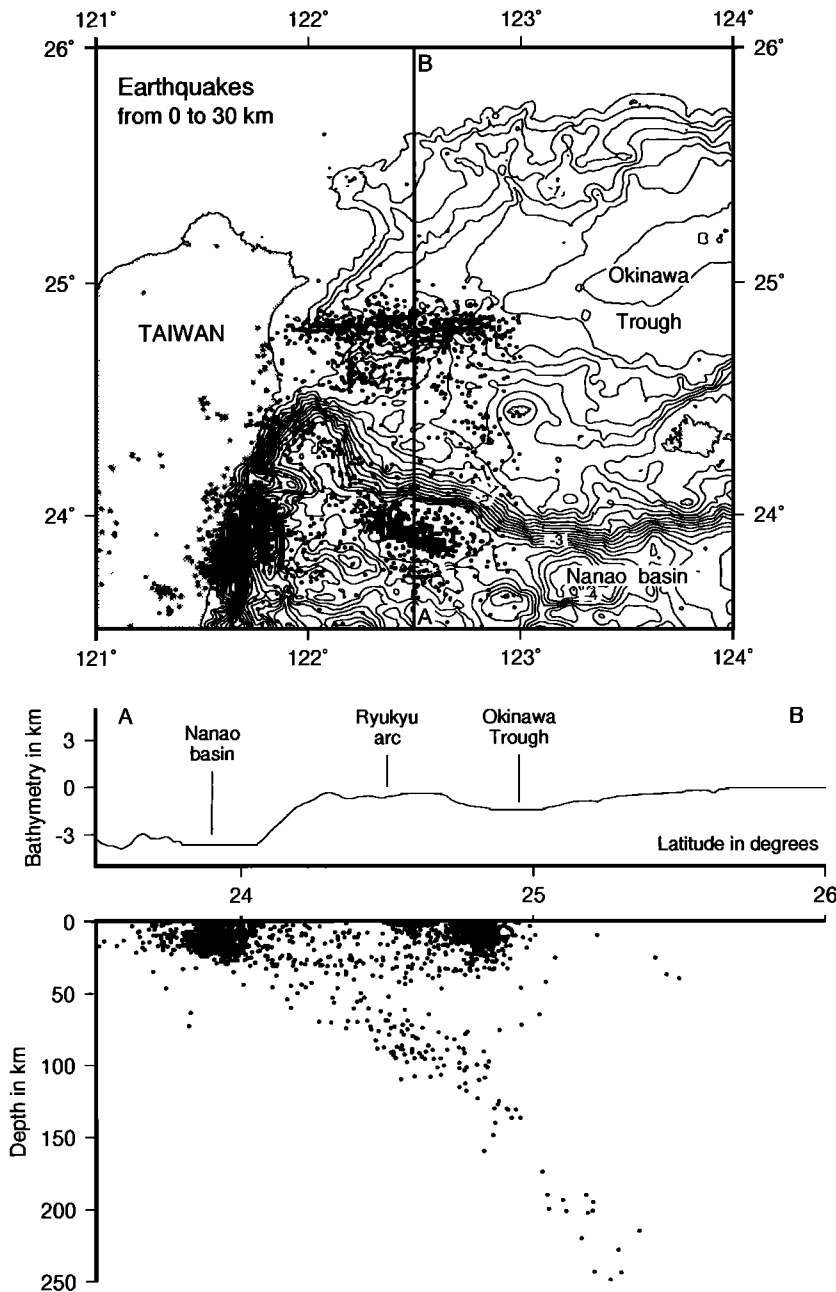 121° 122° 123° 124°
26° 26°
B
Earthquakes
from 0 to 30 km
25° 25°
Okinawa
Trough
TAIWAN
24° 24°
-3
Nanao basin
-4
A
121° 122° 123° 124°
A B
Nanao
basin
Ryukyu
arc
Okinawa
Trough
Bathymetry in km
3
0
-3
Latitude in degrees
24 25 26
Depth in km
0
50
100
150
200
250